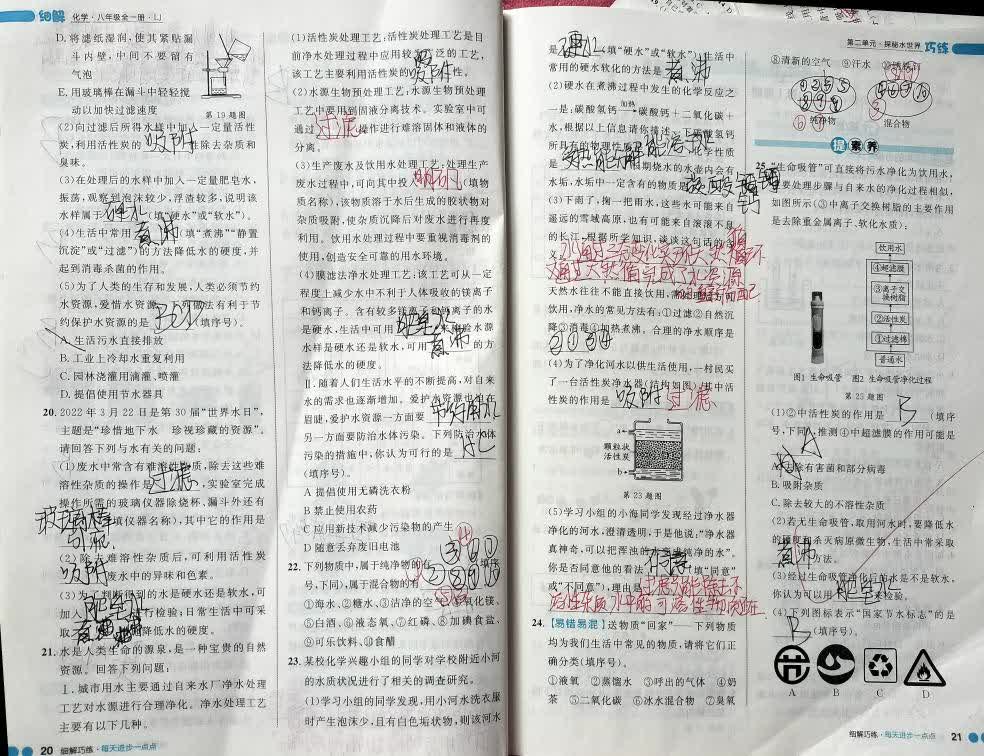 细解 化学·八年级全一册·LJ
D. 将滤纸湿润,使其紧贴漏
斗内壁,中间不要留有
气泡
E. 用玻璃棒在漏斗中轻轻搅
动以加快过滤速度
第19题图
(2)向过滤后所得水样中加入一定量活性
炭,利用活性炭的 吸附 性除去杂质和
臭味。
(3)在处理后的水样中加入一定量肥皂水,
振荡,观察到泡沫较少,浮渣较多,说明该
水样属于 硬水 (填“硬水”或“软水”)。
(4)生活中常用 煮沸 (填“煮沸”“静置
沉淀”或“过滤”)的方法降低水的硬度,并
起到消毒杀菌的作用。
(5)为了人类的生存和发展,人类必须节约
水资源,爱惜水资源。下列做法有利于节
约保护水资源的是 BCD (填序号)。
A. 生活污水直接排放
B. 工业上冷却水重复利用
C. 园林浇灌用滴灌、喷灌
D. 提倡使用节水器具
20. 2022年3月22日是第30届“世界水日”,
主题是“珍惜地下水 珍视珍藏的资源”。
请回答下列与水有关的问题:
(1)废水中常含有难溶性杂质,除去这些难
溶性杂质的操作是 过滤 ,实验室完成
操作所需的玻璃仪器除烧杯、漏斗外还有
玻璃棒 (填仪器名称),其中它的作用是
引流
(2)除去难溶性杂质后,可利用活性炭
吸附 废水中的异味和色素。
(3)为了判断得到的水是硬水还是软水,可
加入 肥皂水 进行检验;日常生活中可采
取 煮沸 降低水的硬度。
21. 水是人类生命的源泉,是一种宝贵的自然
资源。回答下列问题:
Ⅰ. 城市用水主要通过自来水厂净水处理
工艺对水源进行合理净化。净水处理工艺
主要有以下几种。
20 细解巧练·每天进步一点点
(1)活性炭处理工艺:活性炭处理工艺是目
前水处理过程中应用较为广泛的工艺,
该工艺主要利用活性炭的 吸附 性。
(2)水源生物预处理工艺:水源生物预处理
工艺中要用到固液分离技术。实验室中可
通过 过滤 操作进行难溶固体和液体的
分离。
(3)生产废水及饮用水处理工艺:处理生产
废水过程中,可向其中投入 明矾 (填物
质名称),该物质溶于水后生成的胶状物对
杂质吸附,使杂质沉降后对废水进行再度
利用。饮用水处理过程中要重视消毒剂的
使用,创造安全可靠的用水环境。
(4)膜滤法净水处理工艺:该工艺可从一定
程度上减少水中不利于人体吸收的镁离子
和钙离子。含有较多镁离子和钙离子的水
是硬水,生活中可用 肥皂水 来检验水源
水样是硬水还是软水,可用 煮沸 的方
法降低水的硬度。
Ⅱ. 随着人们生活水平的不断提高,对自来
水的需求也逐渐增加。爱护水资源也迫在
眉睫,爱护水资源一方面要 节约用水
另一方面要防治水体污染。下列防治水体
污染的措施中,你认为可行的是
(填序号)。
A 提倡使用无磷洗衣粉
B 禁止使用农药
C 应用新技术减少污染物的产生
D 随意丢弃废旧电池
22. 下列物质中,属于纯净物的有 (填序
号,下同),属于混合物的有
①海水、②糖水、③洁净的空气、④氧化镁、
⑤白酒、⑥液态氧、⑦红磷、⑧加碘食盐、
⑨可乐饮料、⑩食醋
23. 某校化学兴趣小组的同学对学校附近小河
的水质状况进行了相关的调查研究。
(1)学习小组的同学发现,用小河水洗衣服
时产生泡沫少,且有白色垢状物,则该河水
第二单元·探秘水世界 巧练
是 硬水 (填“硬水”或“软水”)。生活中
常用的硬水软化的方法是 煮沸
(2)硬水在煮沸过程中发生的化学反应之
一是:碳酸氢钙 加热 碳酸钙+二氧化碳+
水,根据以上信息请你描述一下碳酸氢钙
所具有的物理性质
化学性质
长期烧水的水壶内会有
水垢,水垢中一定含有的物质是 碳酸钙
(3)下雨了,掬一把雨水,这些水可能来自
遥远的雪域高原,也有可能来自滚滚不息
的长江,根据所学知识,谈谈这句话的含
义:
天然水往往不能直接饮用,需处理后方可
饮用,净水的常见方法有:①过滤②自然沉
降③消毒④加热煮沸。合理的净水顺序是
②①③④
(4)为了净化河水以供生活使用,一村民买
了一台活性炭净水器(结构如图),其中活
性炭的作用是 吸附 过滤
a
颗粒状
活性炭
b
第23题图
(5)学习小组的小海同学发现经过净水器
净化的河水,澄清透明,于是他说:“净水器
真神奇,可以把浑浊的水变成纯净的水”。
你是否同意他的看法 不同意 (填“同意”
或“不同意”),理由是
24. 【易错易混】送物质“回家”——下列物质
均为我们生活中常见的物质,请将它们正
确分类(填序号)。
①液氧 ②蒸馏水 ③呼出的气体 ④奶
茶 ⑤二氧化碳 ⑥冰水混合物 ⑦臭氧
⑧清新的空气 ⑨汗水
纯净物 混合物
提素养
25. “生命吸管”可直接将污水净化为饮用水,
主要处理步骤与自来水的净化过程相似,
如图所示(③中离子交换树脂的主要作用
是去除重金属离子、软化水质):
饮用水
④超滤膜
③离子交
换树脂
②活性炭
①过滤棉
普通水
图1 生命吸管 图2 生命吸管净化过程
第25题图
(1)②中活性炭的作用是 B (填序
号,下同),推测④中超滤膜的作用可能是
A
A. 去除有害菌和部分病毒
B. 吸附杂质
C. 除去较大的不溶性杂质
(2)若无生命吸管,取用河水时,要降低水
的硬度和杀灭病原微生物,生活中常采取
煮沸 方法。
(3)经过生命吸管净化后的水是不是软水,
你认为可以用 肥皂水 来检验。
(4)下列图标表示“国家节水标志”的是
B (填序号)。
A B C D
细解巧练·每天进步一点点 21